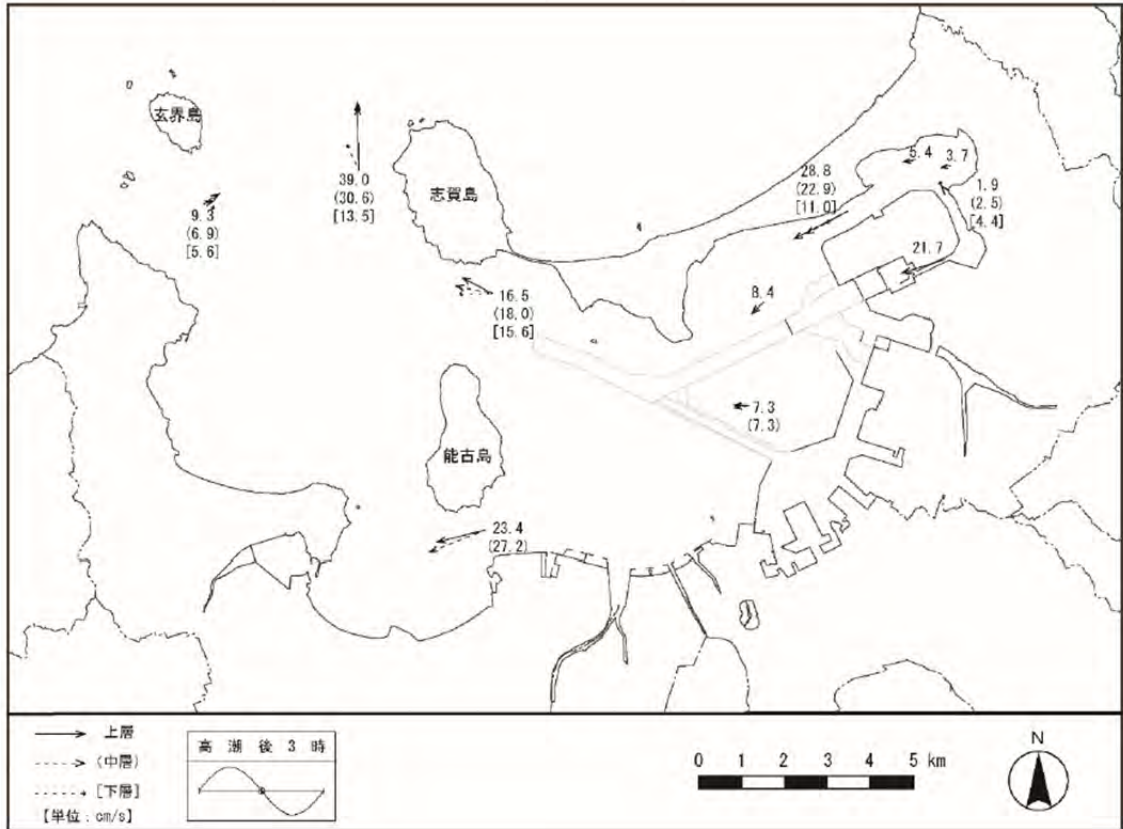 玄界島
39.0
(30.6)
[13.5]
志賀島
9.3
(6.9)
[5.6]
28.8
(22.9)
[11.0]
5.4
3.7
1.9
(2.5)
[4.4]
21.7
16.5
(18.0)
[15.6]
8.4
7.3
(7.3)
能古島
23.4
(27.2)
上層
(中層)
[下層]
【単位:cm/s】
高潮後3時
0 1 2 3 4 5 km
N